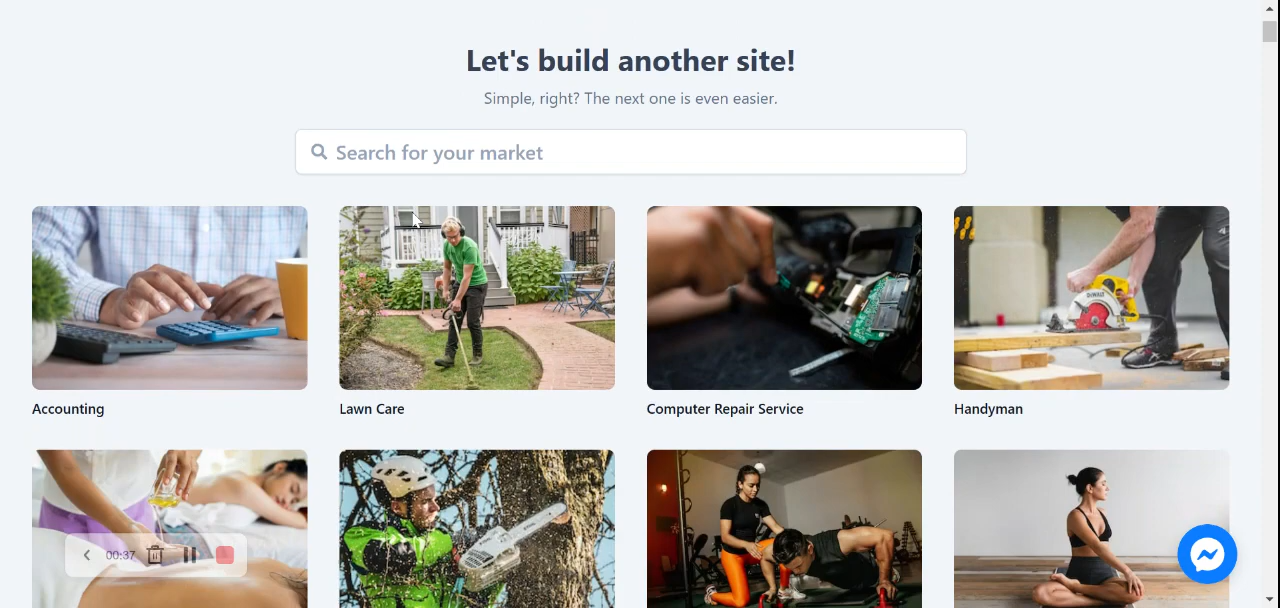 Let's build another site!
Simple, right? The next one is even easier.
Search for your market
Accounting
Lawn Care
Computer Repair Service
Handyman
00:37